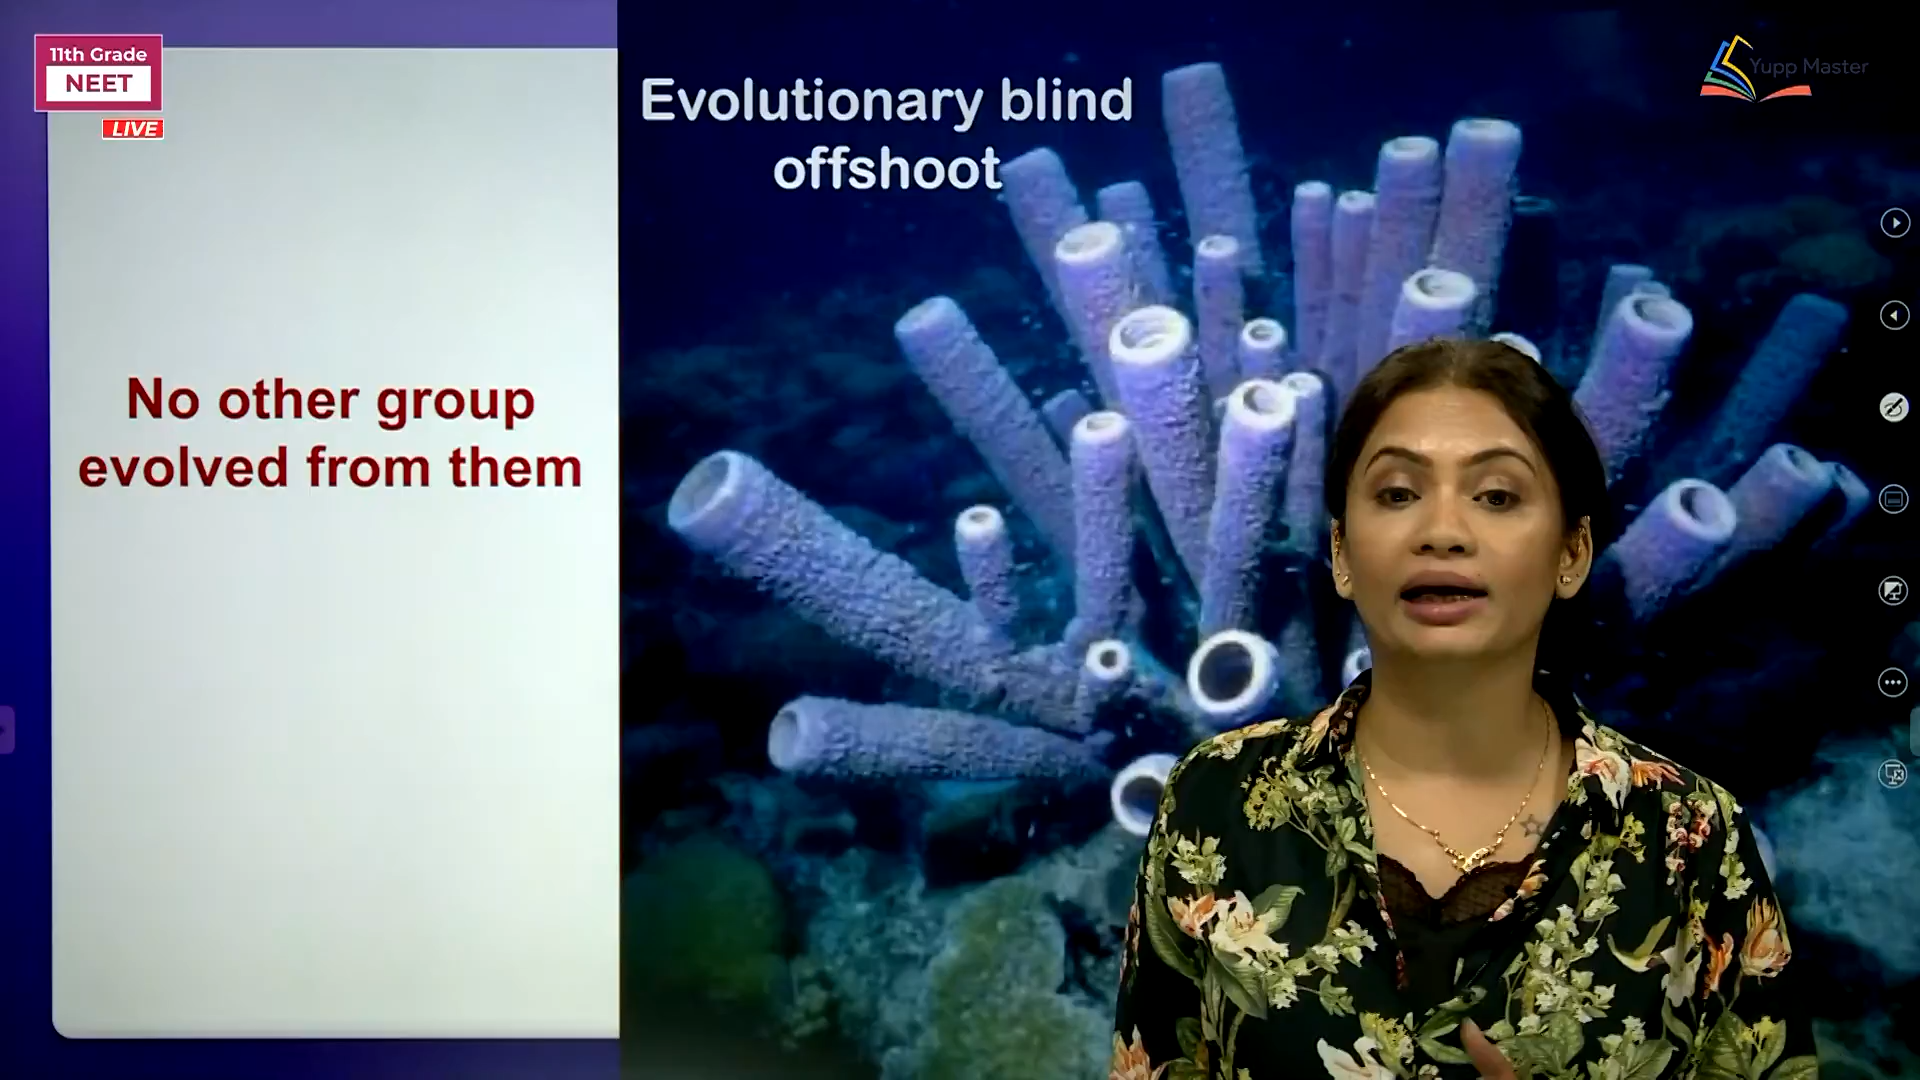 11th Grade
NEET
LIVE
Evolutionary blind
offshoot
Yupp Master
No other group
evolved from them